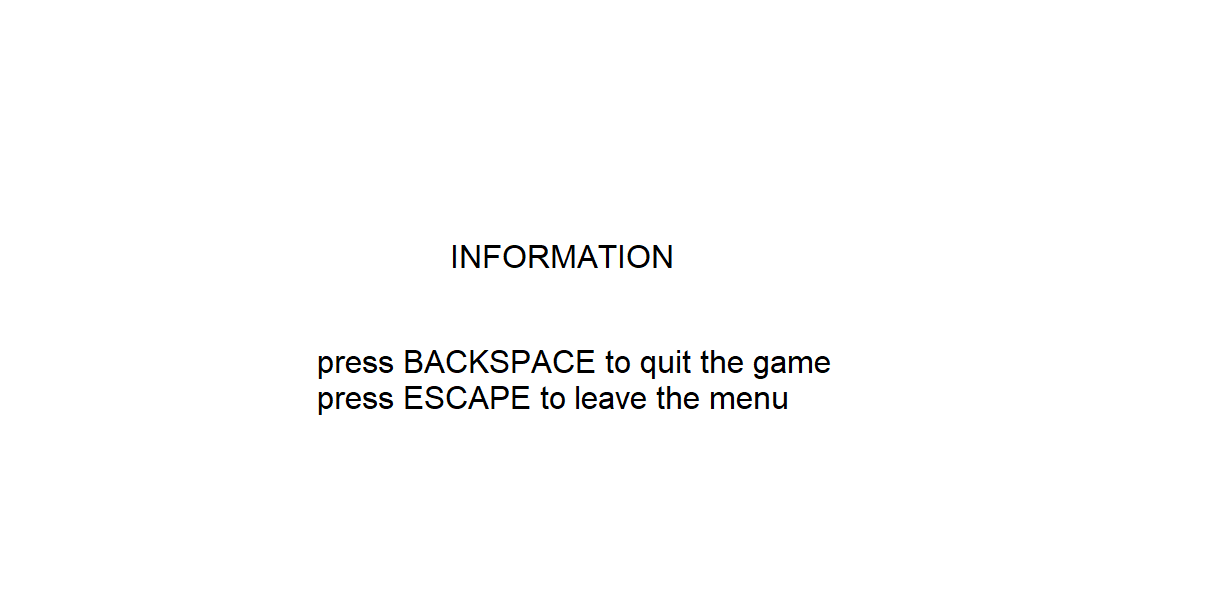 INFORMATION
press BACKSPACE to quit the game
press ESCAPE to leave the menu